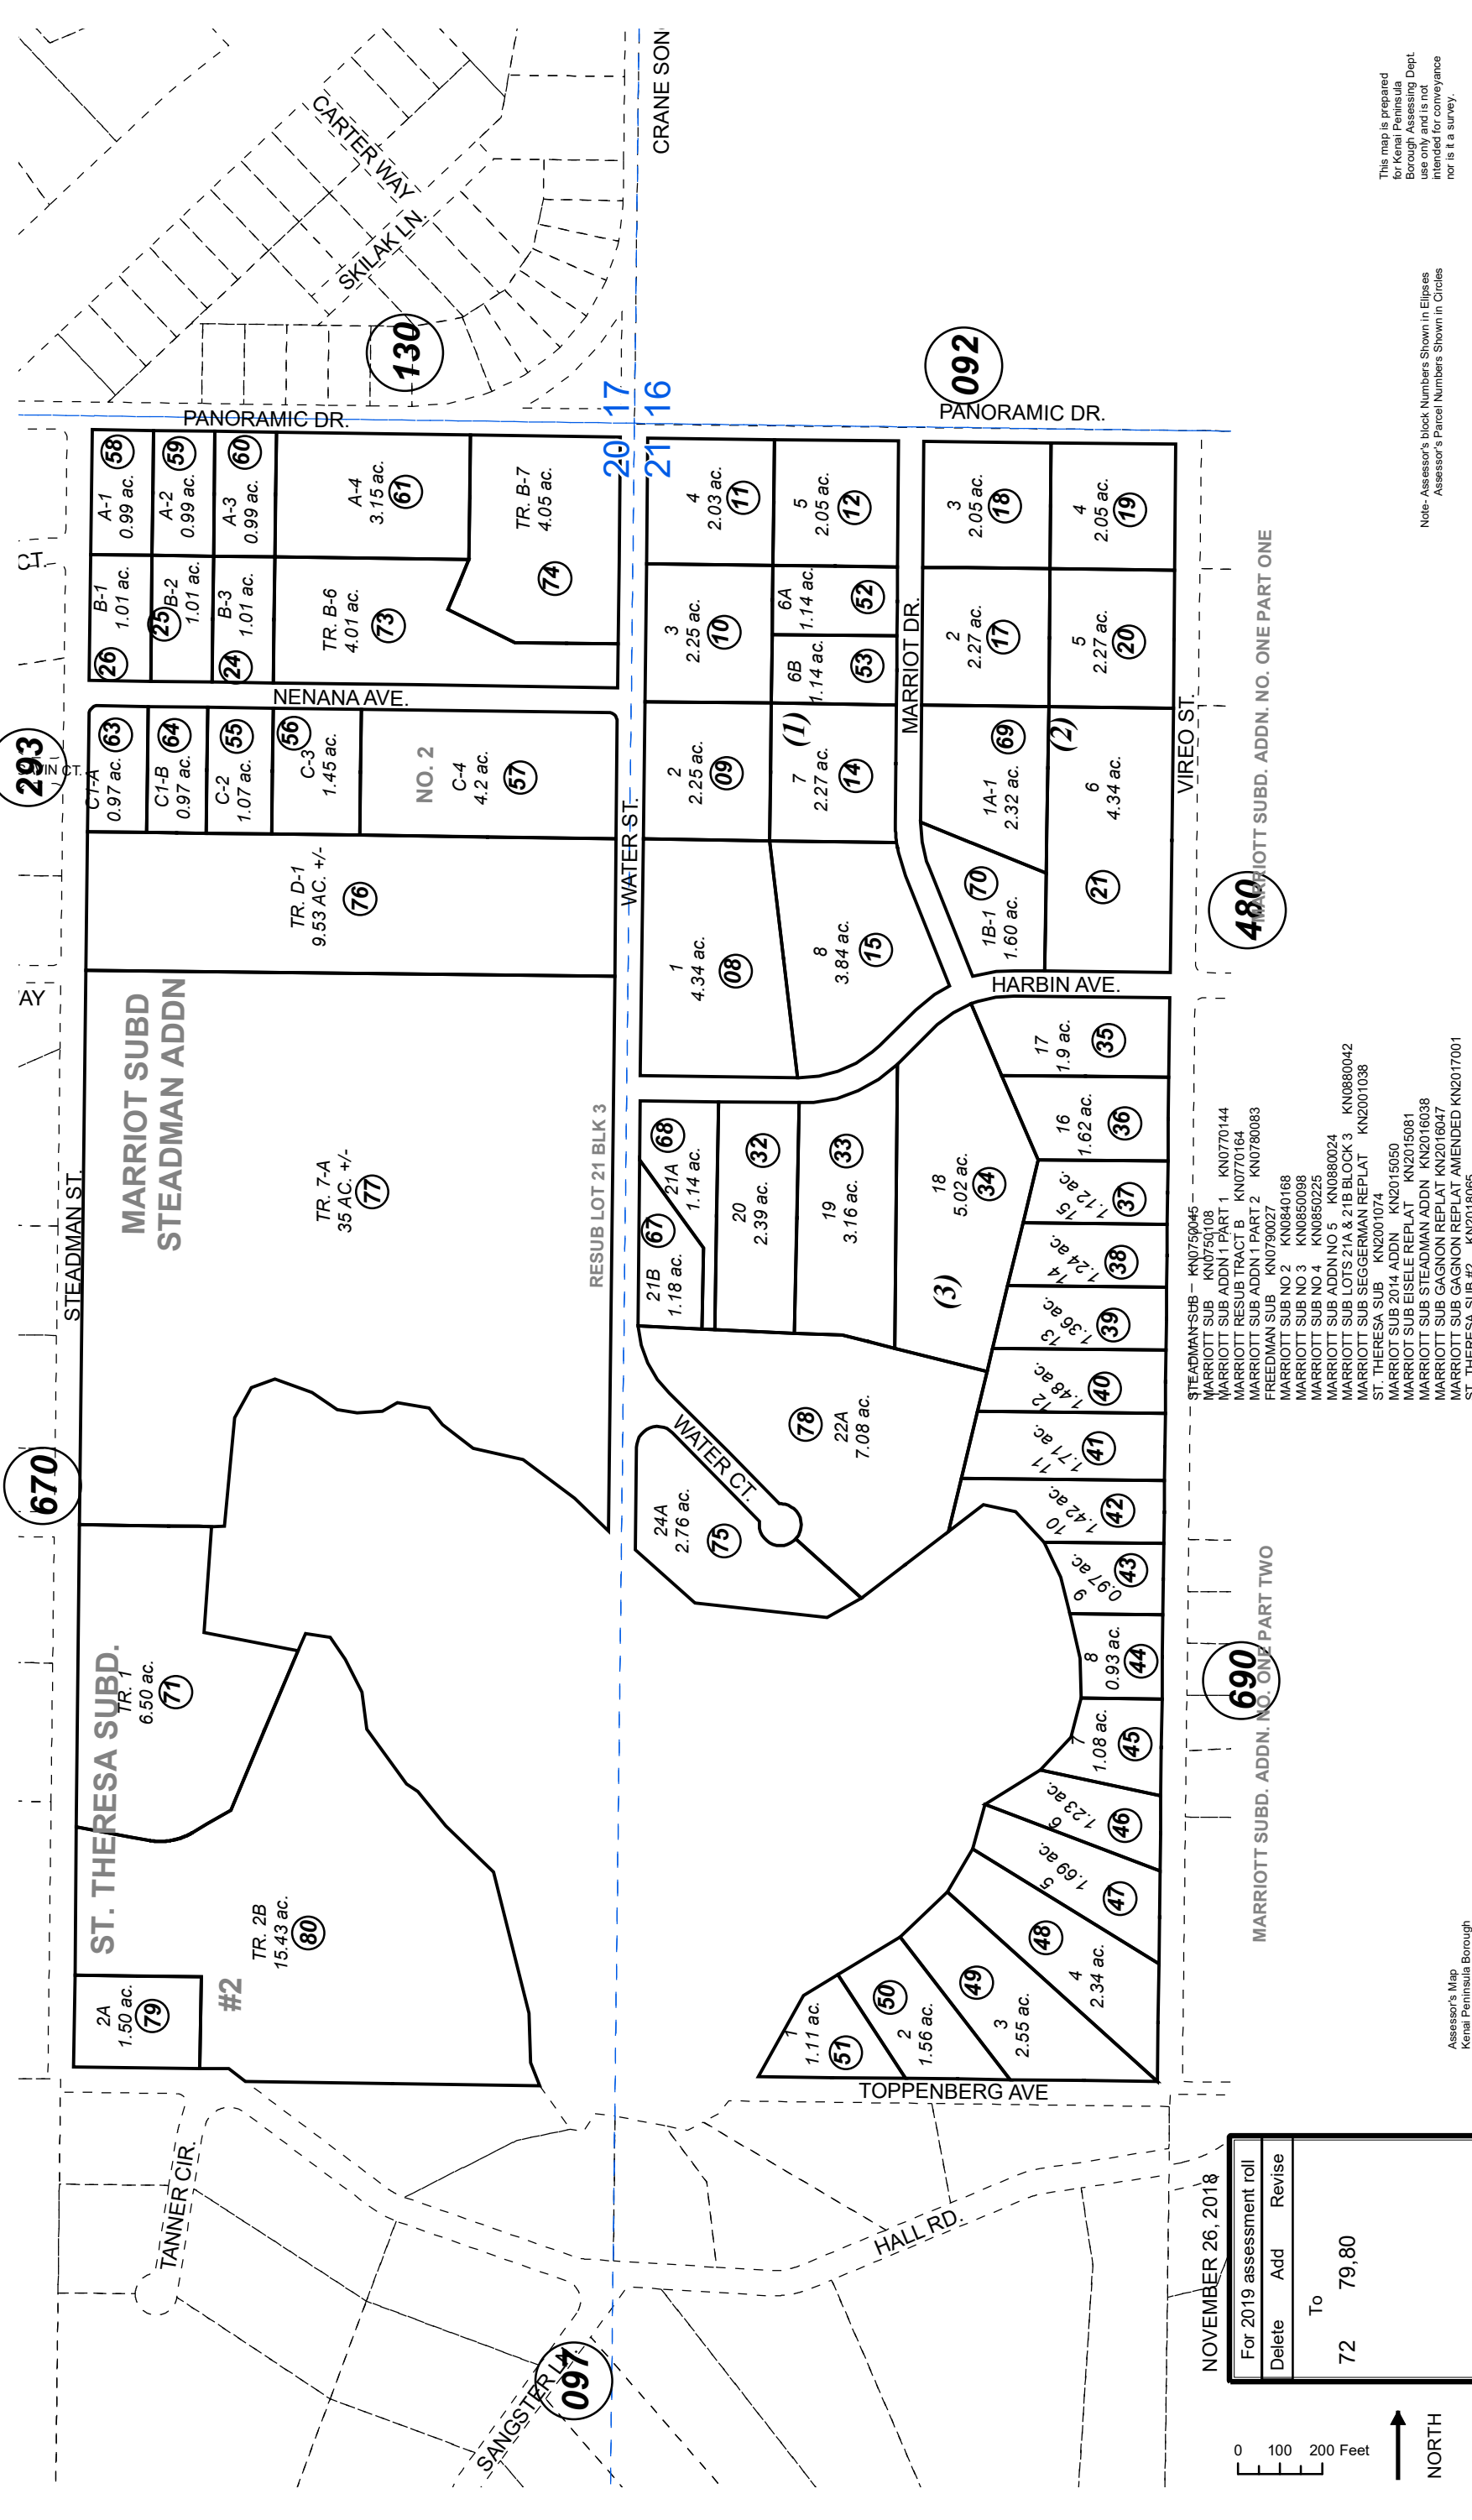 CARTER WAY
SKILAK LN.
CRANE SON
130
092
PANORAMIC DR.
PANORAMIC DR.
20 17
21 16
A-1
0.99 ac.
58
A-2
0.99 ac.
59
A-3
0.99 ac.
60
A-4
3.15 ac.
61
TR. B-7
4.05 ac.
74
CT.
B-1
1.01 ac.
26
B-2
1.01 ac.
25
B-3
1.01 ac.
24
TR. B-6
4.01 ac.
73
NENANA AVE.
4
2.03 ac.
11
5
2.05 ac.
12
3
2.25 ac.
10
6A
1.14 ac.
52
6B
1.14 ac.
53
2
2.25 ac.
09
(1)
7
2.27 ac.
14
MARRIOT DR.
3
2.05 ac.
18
4
2.05 ac.
19
2
2.27 ac.
17
5
2.27 ac.
20
1A-1
2.32 ac.
69
(2)
6
4.34 ac.
21
1B-1
1.60 ac.
70
VIREO ST.
293
C1-A
0.97 ac.
63
C1-B
0.97 ac.
64
C-2
1.07 ac.
55
C-3
1.45 ac.
56
NO. 2
C-4
4.2 ac.
57
WATER ST.
TR. D-1
9.53 AC. +/-
76
1
4.34 ac.
08
8
3.84 ac.
15
HARBIN AVE.
480
MARRIOTT SUBD. ADDN. NO. ONE PART ONE
AY
MARRIOT SUBD
STEADMAN ADDN
STEADMAN ST.
TR. 7-A
35 AC. +/-
77
RESUB LOT 21 BLK 3
21A
1.14 ac.
68
21B
1.18 ac.
67
20
2.39 ac.
32
19
3.16 ac.
33
18
5.02 ac.
34
(3)
17
1.9 ac.
35
16
1.62 ac.
36
15
1.12 ac.
37
14
1.24 ac.
38
13
1.36 ac.
39
12
1.48 ac.
40
11
1.71 ac.
41
10
1.42 ac.
42
9
0.97 ac.
43
8
0.93 ac.
44
7
1.08 ac.
45
6
1.23 ac.
46
5
1.69 ac.
47
4
2.34 ac.
48
3
2.55 ac.
49
2
1.56 ac.
50
1
1.11 ac.
51
22A
7.08 ac.
78
WATER CT.
24A
2.76 ac.
75
670
ST. THERESA SUBD.
TR. 1
6.50 ac.
71
TR. 2B
15.43 ac.
80
#2
2A
1.50 ac.
79
TOPPENBERG AVE
690
MARRIOTT SUBD. ADDN. NO. ONE PART TWO
TANNER CIR.
HALL RD.
SANGSTER LN.
097
STEADMAN SUB KN0750045
MARRIOTT SUB KN0750108
MARRIOTT SUB ADDN 1 PART 1 KN0770144
MARRIOTT RESUB TRACT B KN0770164
MARRIOTT SUB ADDN 1 PART 2 KN0780083
FREEDMAN SUB KN0790027
MARRIOTT SUB NO 2 KN0840168
MARRIOTT SUB NO 3 KN0850098
MARRIOTT SUB NO 4 KN0850225
MARRIOTT SUB ADDN NO 5 KN0880024
MARRIOTT SUB LOTS 21A & 21B BLOCK 3 KN0880042
MARRIOTT SUB SEGGERMAN REPLAT KN2001038
ST. THERESA SUB KN2001074
MARRIOT SUB 2014 ADDN KN2015050
MARRIOT SUB EISELE REPLAT KN2015081
MARRIOTT SUB STEADMAN ADDN KN2016038
MARRIOTT SUB GAGNON REPLAT KN2016047
MARRIOTT SUB GAGNON REPLAT AMENDED KN2017001
ST. THERESA SUB #2 KN2018065
This map is prepared
for Kenai Peninsula
Borough Assessing Dept.
use only and is not
intended for conveyance
nor is it a survey.
Note- Assessor's block Numbers Shown in Elipses
Assessor's Parcel Numbers Shown in Circles
Assessor's Map
Kenai Peninsula Borough
NOVEMBER 26, 2018
For 2019 assessment roll
Delete Add Revise
To
72 79,80
0 100 200 Feet
NORTH